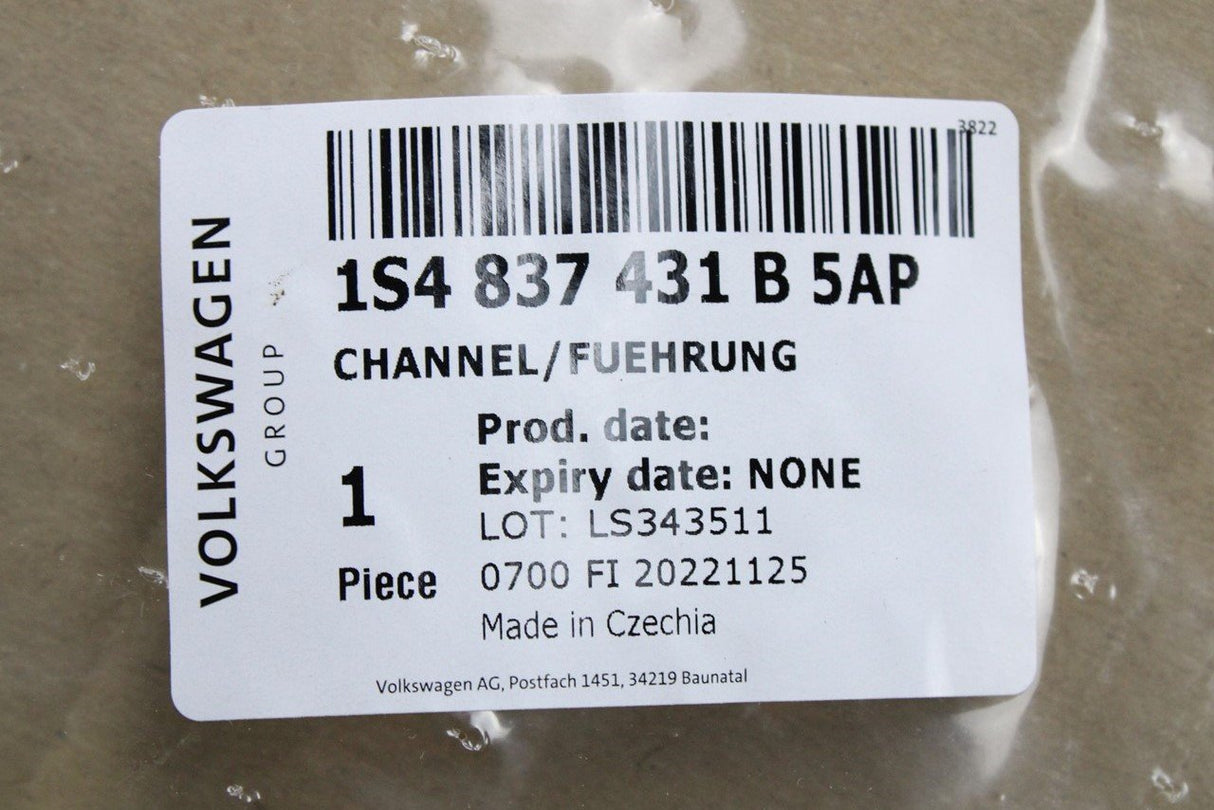 3822
1S4 837 431 B 5AP
CHANNEL/FUEHRUNG
Prod. date:
Expiry date: NONE
1
LOT: LS343511
Piece
0700 FI 20221125
Made in Czechia
Volkswagen AG, Postfach 1451, 34219 Baunatal
VOLKSWAGEN
GROUP